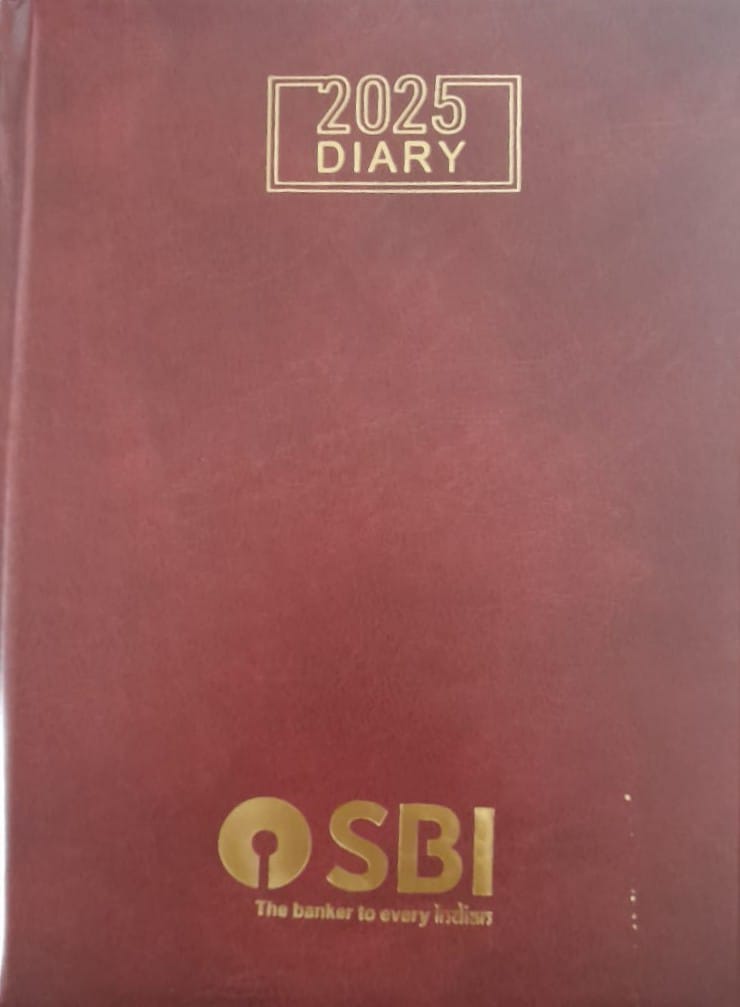 2025
DIARY
SBI
The banker to every Indian